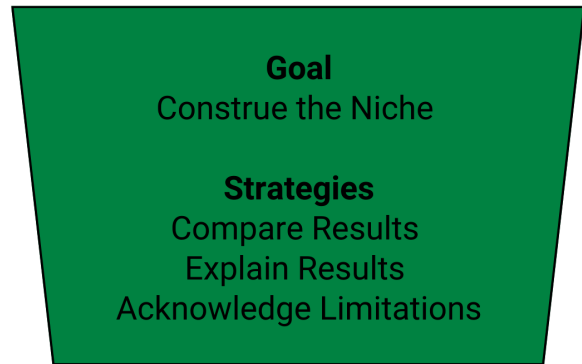 Goal
Construe the Niche
Strategies
Compare Results
Explain Results
Acknowledge Limitations